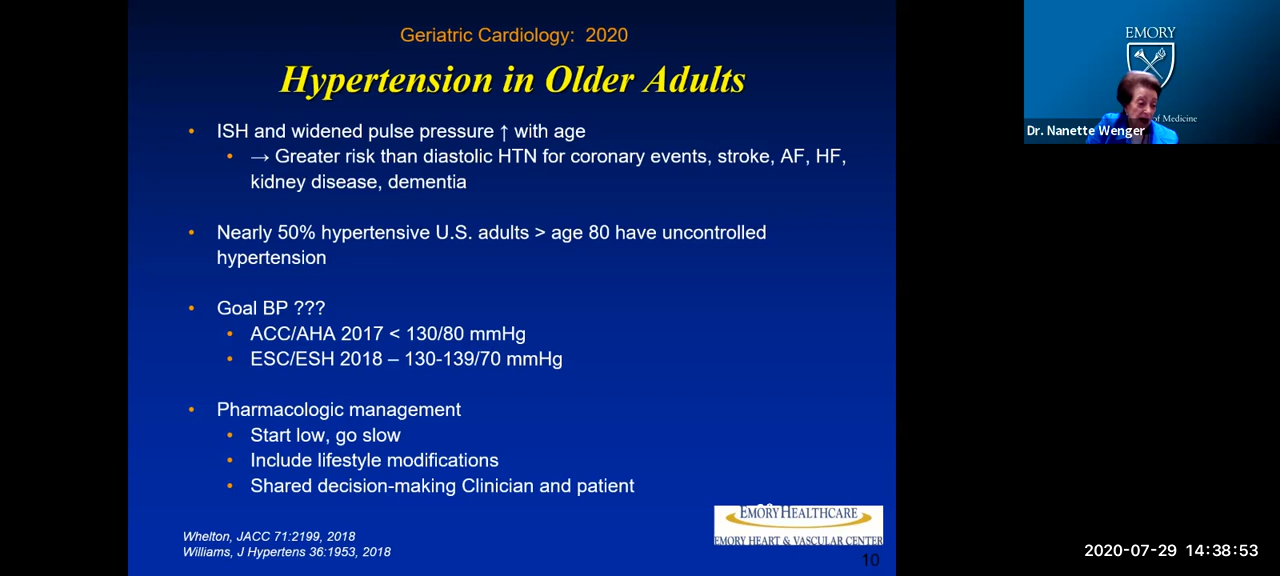 Geriatric Cardiology: 2020
Hypertension in Older Adults
• ISH and widened pulse pressure ↑ with age
• → Greater risk than diastolic HTN for coronary events, stroke, AF, HF,
kidney disease, dementia
• Nearly 50% hypertensive U.S. adults > age 80 have uncontrolled
hypertension
• Goal BP ???
• ACC/AHA 2017 < 130/80 mmHg
• ESC/ESH 2018 – 130-139/70 mmHg
• Pharmacologic management
• Start low, go slow
• Include lifestyle modifications
• Shared decision-making Clinician and patient
Whelton, JACC 71:2199, 2018
Williams, J Hypertens 36:1953, 2018
EMORY HEALTHCARE
EMORY HEART & VASCULAR CENTER
10
EMORY
of Medicine
Dr. Nanette Wenger
2020-07-29 14:38:53